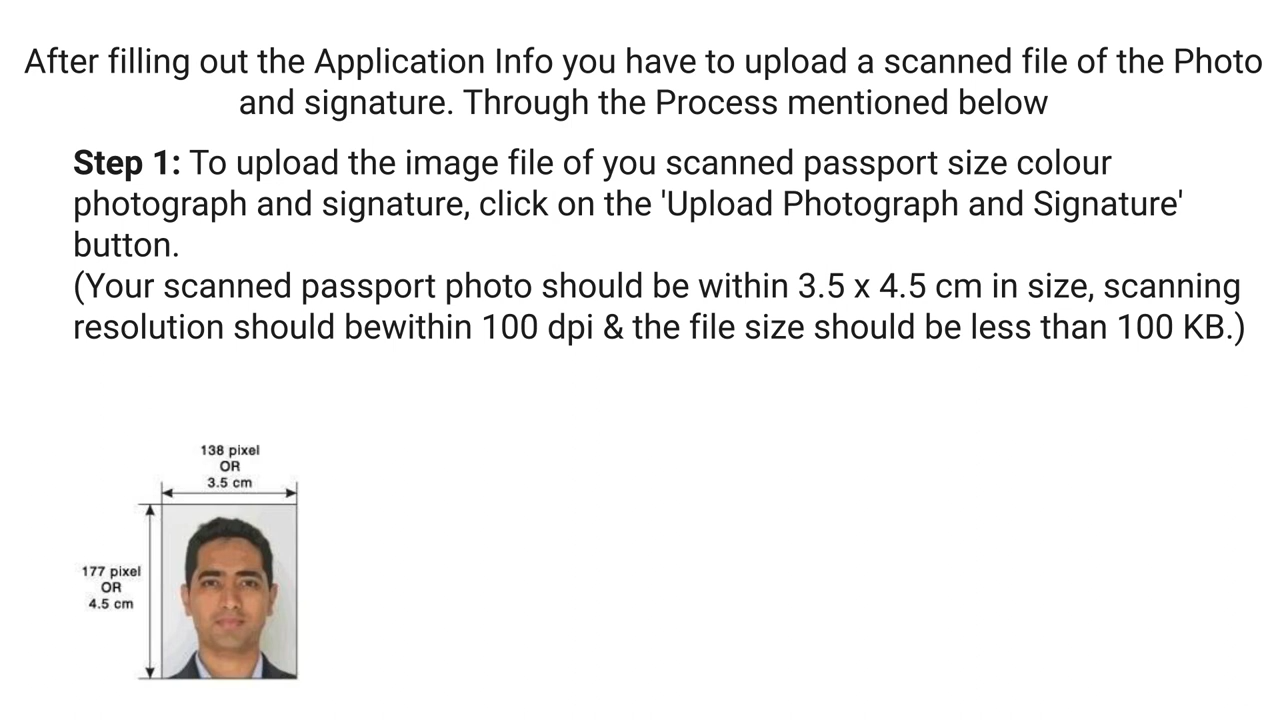 After filling out the Application Info you have to upload a scanned file of the Photo
and signature. Through the Process mentioned below
Step 1: To upload the image file of you scanned passport size colour
photograph and signature, click on the 'Upload Photograph and Signature'
button.
(Your scanned passport photo should be within 3.5 x 4.5 cm in size, scanning
resolution should bewithin 100 dpi & the file size should be less than 100 KB.)
138 pixel
OR
3.5 cm
177 pixel
OR
4.5 cm